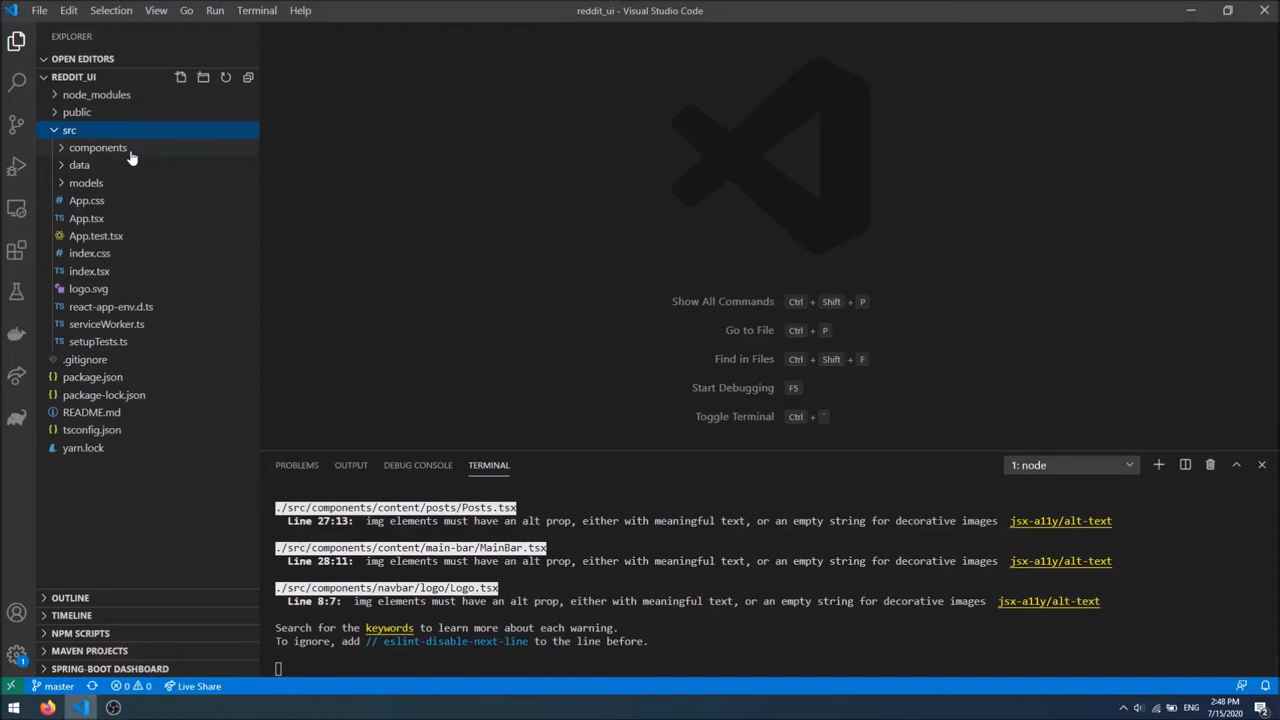 File Edit Selection View Go Run Terminal Help
reddit_ui - Visual Studio Code
EXPLORER
OPEN EDITORS
REDDIT_UI
node_modules
public
src
components
data
models
# App.css
TS App.tsx
App.test.tsx
# index.css
TS index.tsx
logo.svg
TS react-app-env.d.ts
TS serviceWorker.ts
TS setupTests.ts
.gitignore
{} package.json
{} package-lock.json
README.md
{} tsconfig.json
yarn.lock
OUTLINE
TIMELINE
NPM SCRIPTS
MAVEN PROJECTS
SPRING-BOOT DASHBOARD
Show All Commands Ctrl + Shift + P
Go to File Ctrl + P
Find in Files Ctrl + Shift + F
Start Debugging F5
Toggle Terminal Ctrl + `
PROBLEMS OUTPUT DEBUG CONSOLE TERMINAL
1: node
./src/components/content/posts/Posts.tsx
Line 27:13: img elements must have an alt prop, either with meaningful text, or an empty string for decorative images jsx-a11y/alt-text
./src/components/content/main-bar/MainBar.tsx
Line 28:11: img elements must have an alt prop, either with meaningful text, or an empty string for decorative images jsx-a11y/alt-text
./src/components/navbar/logo/Logo.tsx
Line 8:7: img elements must have an alt prop, either with meaningful text, or an empty string for decorative images jsx-a11y/alt-text
Search for the keywords to learn more about each warning.
To ignore, add // eslint-disable-next-line to the line before.
1
master 0 0 Live Share
ENG
2:48 PM
7/15/2020
2